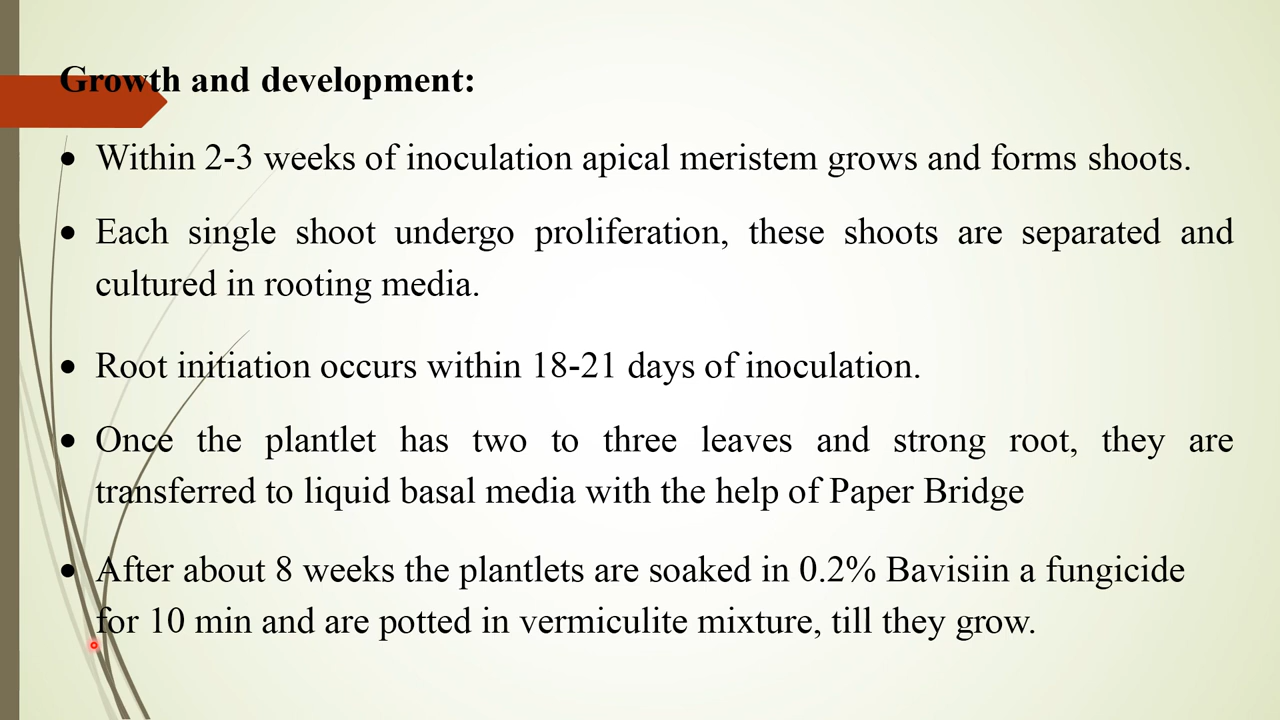 Growth and development:
• Within 2-3 weeks of inoculation apical meristem grows and forms shoots.
• Each single shoot undergo proliferation, these shoots are separated and
cultured in rooting media.
• Root initiation occurs within 18-21 days of inoculation.
• Once the plantlet has two to three leaves and strong root, they are
transferred to liquid basal media with the help of Paper Bridge
• After about 8 weeks the plantlets are soaked in 0.2% Bavisiin a fungicide
for 10 min and are potted in vermiculite mixture, till they grow.